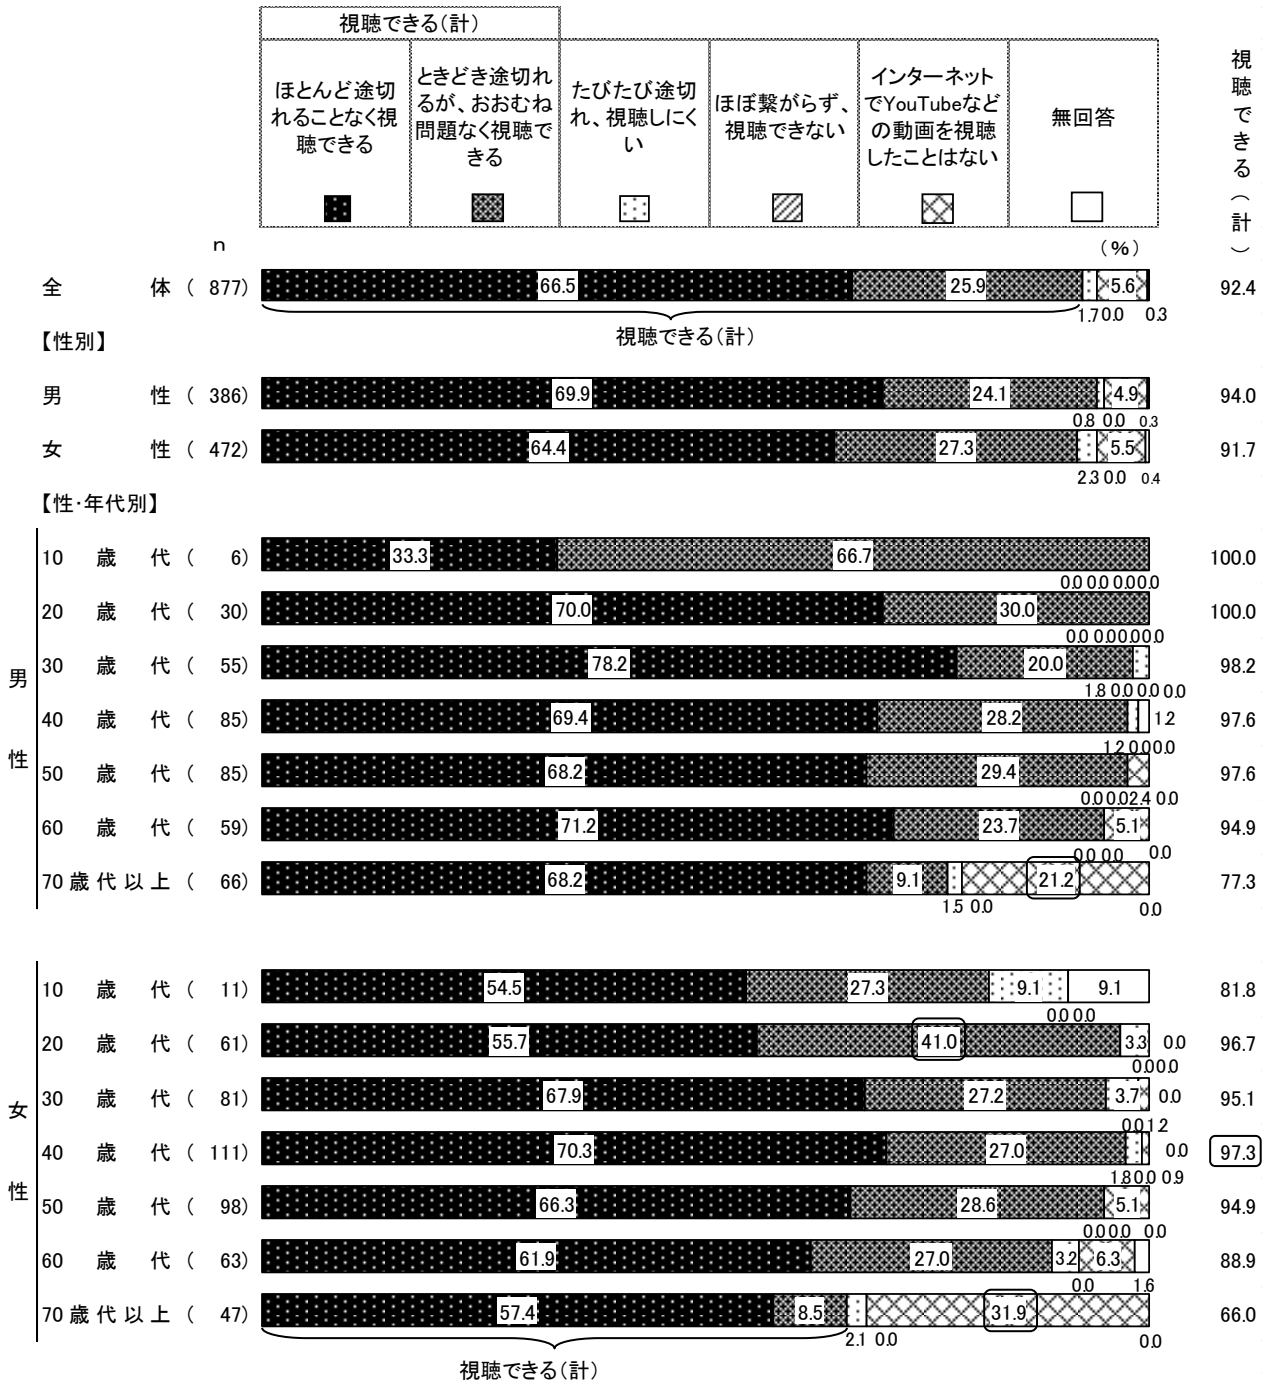 視聴できる(計)
ほとんど途切れることなく視聴できる
ときどき途切れるが、おおむね問題なく視聴できる
たびたび途切れ、視聴しにくい
ほぼ繋がらず、視聴できない
インターネットでYouTubeなどの動画を視聴したことはない
無回答
視聴できる(計)
n
(%)
全体 ( 877) 66.5 25.9 1.7 0.0 5.6 0.3 92.4
視聴できる(計)
【性別】
男性 ( 386) 69.9 24.1 0.8 0.0 4.9 0.3 94.0
女性 ( 472) 64.4 27.3 2.3 0.0 5.5 0.4 91.7
【性・年代別】
男性
10歳代 ( 6) 33.3 66.7 0.0 0.0 0.0 0.0 100.0
20歳代 ( 30) 70.0 30.0 0.0 0.0 0.0 0.0 100.0
30歳代 ( 55) 78.2 20.0 1.8 0.0 0.0 0.0 98.2
40歳代 ( 85) 69.4 28.2 1.2 0.0 0.0 1.2 97.6
50歳代 ( 85) 68.2 29.4 0.0 0.0 2.4 0.0 97.6
60歳代 ( 59) 71.2 23.7 0.0 0.0 5.1 0.0 94.9
70歳代以上 ( 66) 68.2 9.1 1.5 0.0 21.2 0.0 77.3
女性
10歳代 ( 11) 54.5 27.3 9.1 0.0 0.0 9.1 81.8
20歳代 ( 61) 55.7 41.0 3.3 0.0 0.0 0.0 96.7
30歳代 ( 81) 67.9 27.2 3.7 0.0 1.2 0.0 95.1
40歳代 ( 111) 70.3 27.0 1.8 0.0 0.9 0.0 97.3
50歳代 ( 98) 66.3 28.6 0.0 0.0 5.1 0.0 94.9
60歳代 ( 63) 61.9 27.0 3.2 0.0 6.3 1.6 88.9
70歳代以上 ( 47) 57.4 8.5 2.1 0.0 31.9 0.0 66.0
視聴できる(計)